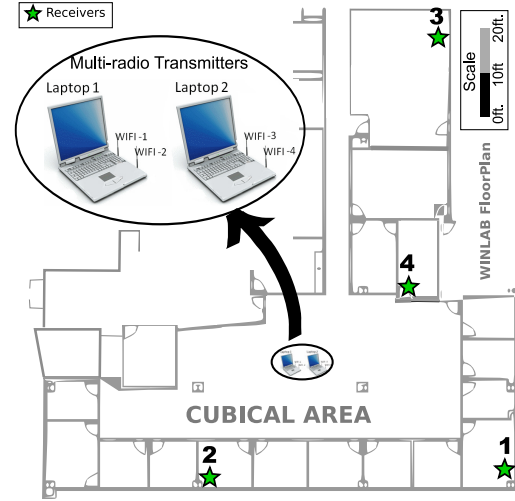 Receivers
3
Scale
0ft. 10ft 20ft.
Multi-radio Transmitters
Laptop 1
Laptop 2
WIFI -1
WIFI -2
WIFI -3
WIFI -4
WINLAB FloorPlan
4
CUBICAL AREA
2
1